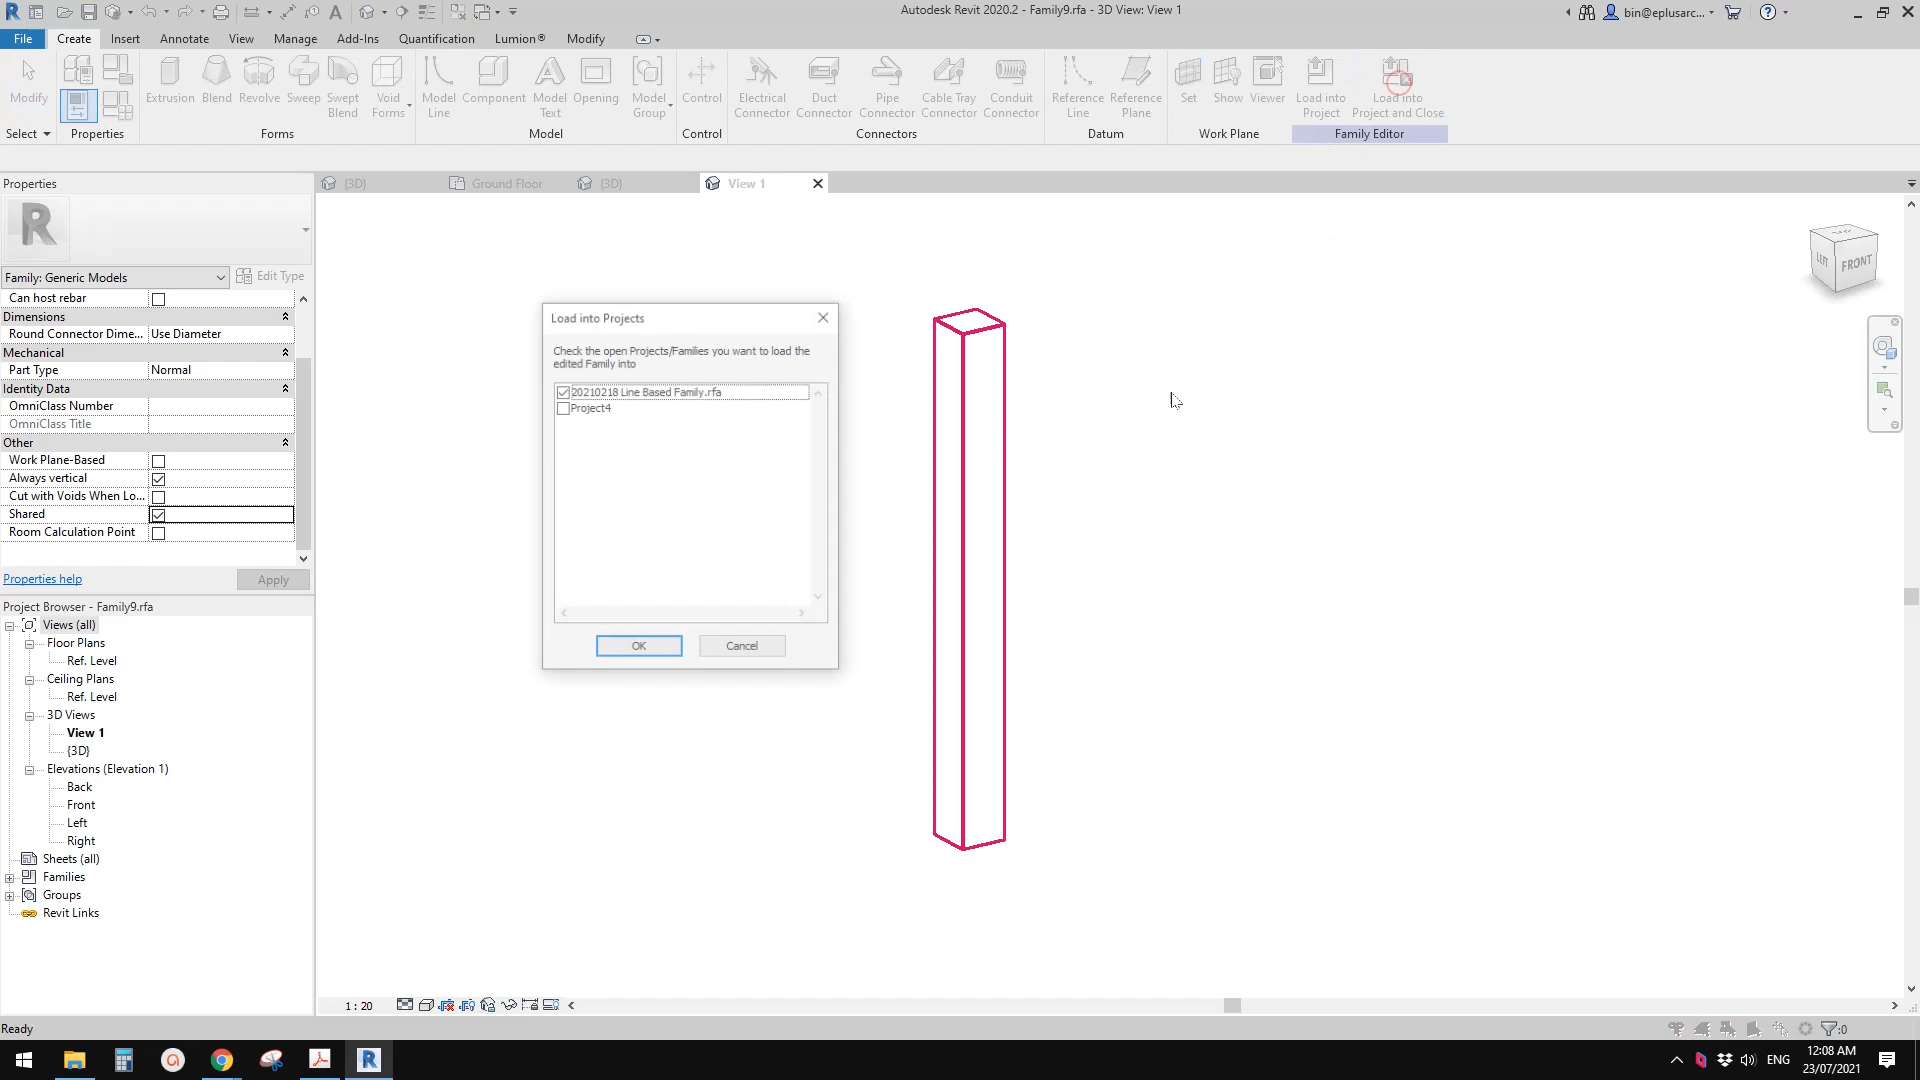 Autodesk Revit 2020.2 - Family9.rfa - 3D View: View 1
bin@eplusarc...
File
Create
Insert
Annotate
View
Manage
Add-Ins
Quantification
Lumion®
Modify
Modify
Extrusion
Blend
Revolve
Sweep
Swept
Blend
Void
Forms
Model
Line
Component
Model
Text
Opening
Model
Group
Control
Electrical
Connector
Duct
Connector
Pipe
Connector
Cable Tray
Connector
Conduit
Connector
Reference
Line
Reference
Plane
Set
Show
Viewer
Load into
Project
Load into
Project and Close
Select
Properties
Forms
Model
Control
Connectors
Datum
Work Plane
Family Editor
Properties
{3D}
Ground Floor
{3D}
View 1
Family: Generic Models
Edit Type
Can host rebar
Dimensions
Round Connector Dime... Use Diameter
Mechanical
Part Type Normal
Identity Data
OmniClass Number
OmniClass Title
Other
Work Plane-Based
Always vertical
Cut with Voids When Lo...
Shared
Room Calculation Point
Properties help
Apply
Project Browser - Family9.rfa
Views (all)
Floor Plans
Ref. Level
Ceiling Plans
Ref. Level
3D Views
View 1
{3D}
Elevations (Elevation 1)
Back
Front
Left
Right
Sheets (all)
Families
Groups
Revit Links
Load into Projects
Check the open Projects/Families you want to load the
edited Family into
20210218 Line Based Family.rfa
Project4
OK
Cancel
LEFT
FRONT
1 : 20
Ready
:0
ENG
12:08 AM
23/07/2021